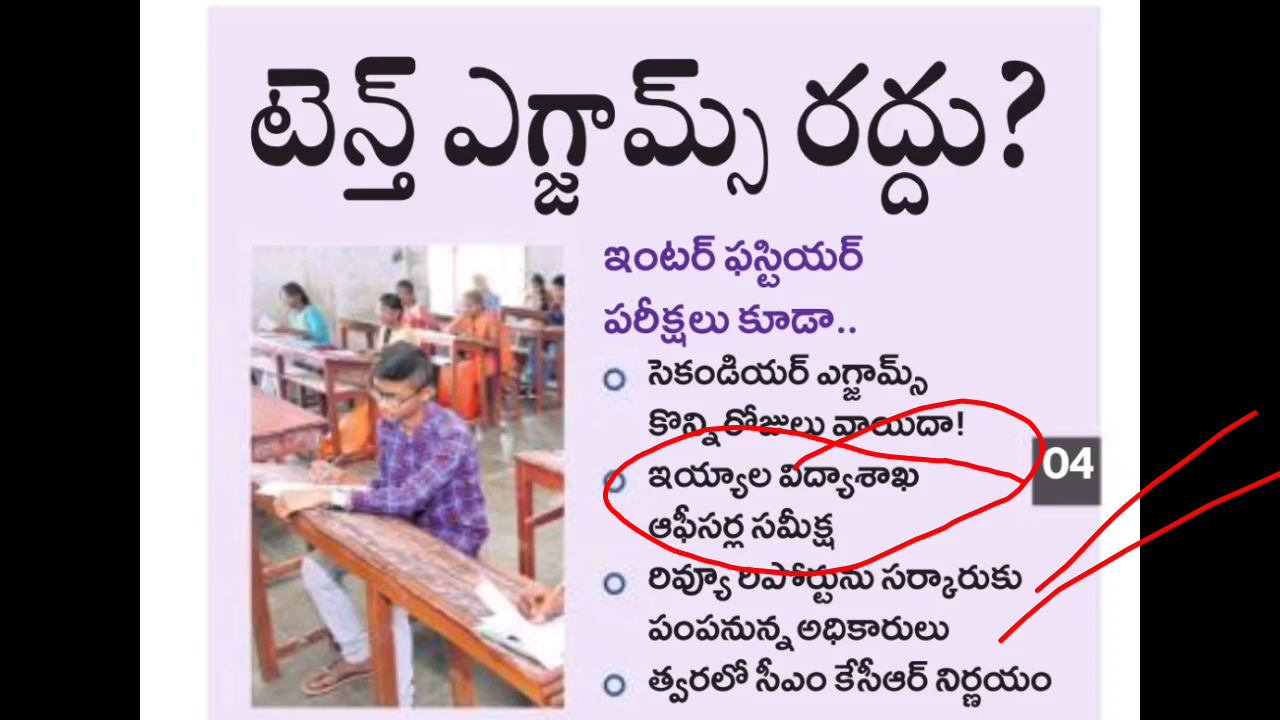 టెన్త్ ఎగ్జామ్స్ రద్దు?
ఇంటర్ ఫస్టియర్
పరీక్షలు కూడా..
సెకండియర్ ఎగ్జామ్స్
కొన్ని రోజులు వాయిదా!
ఇయ్యాల విద్యాశాఖ
ఆఫీసర్ల సమీక్ష
04
రివ్యూ రిపోర్టును సర్కారుకు
పంపనున్న అధికారులు
త్వరలో సీఎం కేసీఆర్ నిర్ణయం